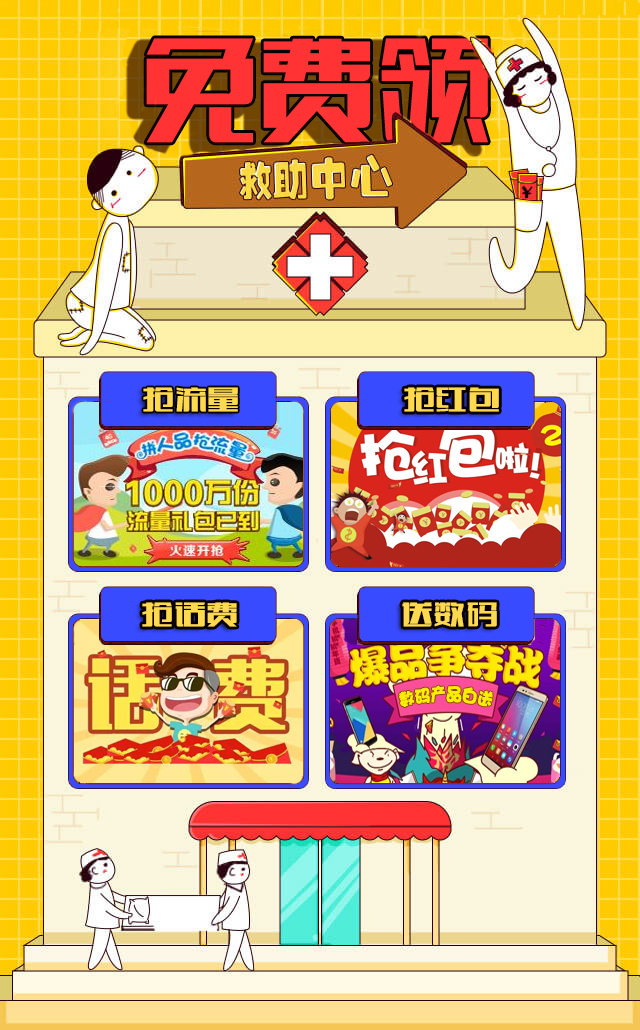 免费领
救助中心
抢流量
抢红包
拼人品抢流量
1000万份
流量礼包已到
火速开抢
抢红包啦!
2
抢话费
送数码
话费
爆品争夺战
数码产品白送